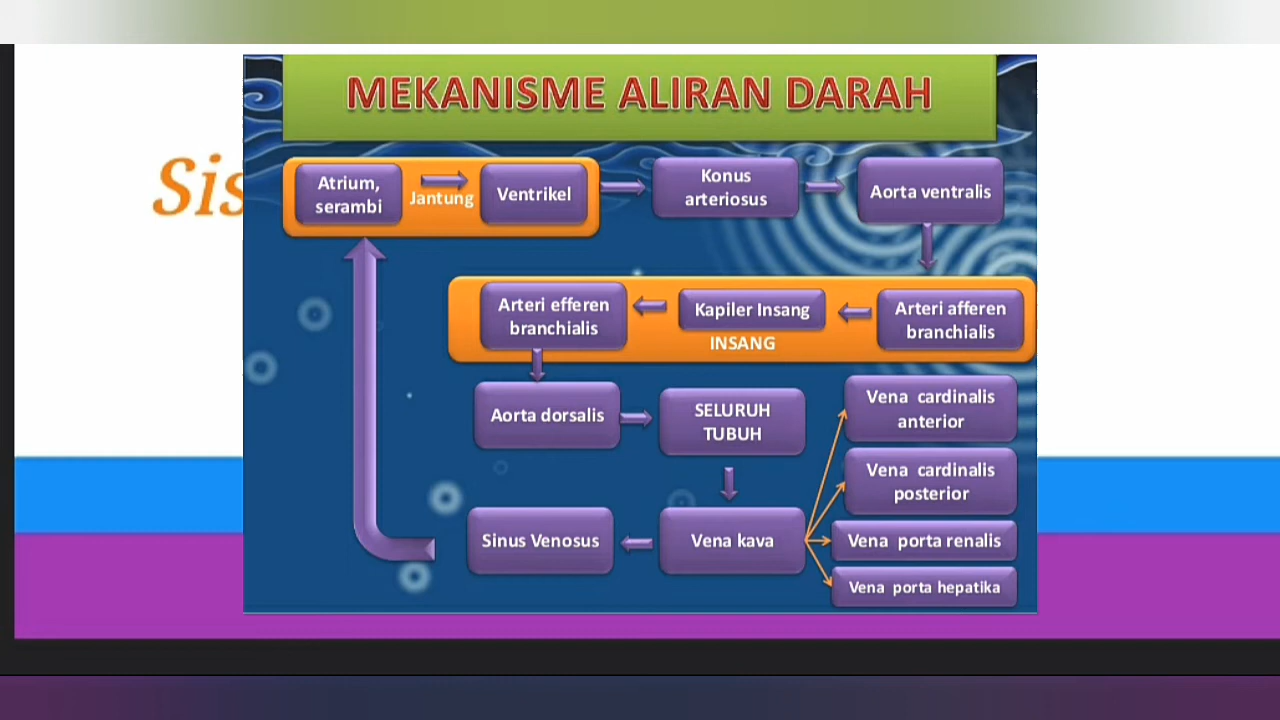 MEKANISME ALIRAN DARAH
Sis
Atrium,
serambi
Jantung
Ventrikel
Konus
arteriosus
Aorta ventralis
Arteri efferen
branchialis
Kapiler Insang
INSANG
Arteri afferen
branchialis
Aorta dorsalis
SELURUH
TUBUH
Vena cardinalis
anterior
Vena cardinalis
posterior
Sinus Venosus
Vena kava
Vena porta renalis
Vena porta hepatika